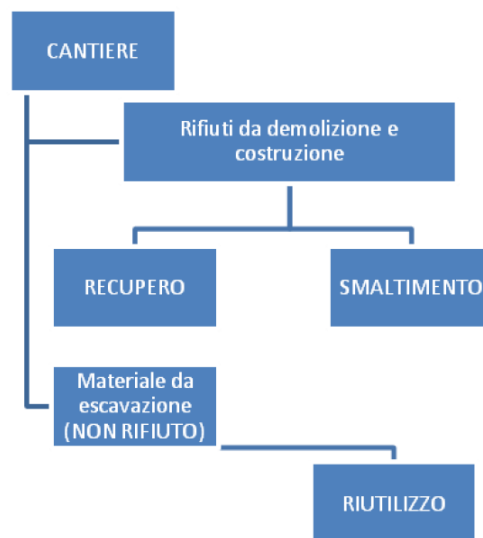 CANTIERE
Rifiuti da demolizione e
costruzione
RECUPERO
SMALTIMENTO
Materiale da
escavazione
(NON RIFIUTO)
RIUTILIZZO